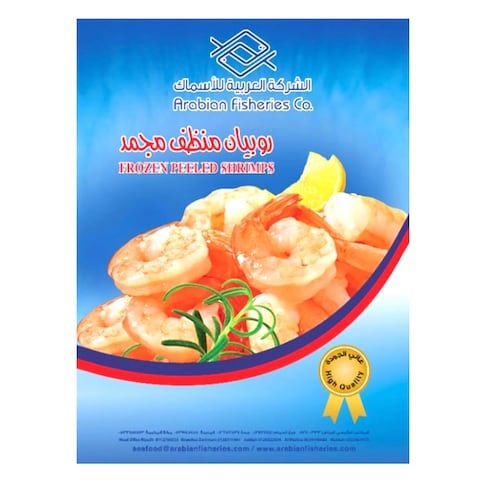 الشركة العربية للأسماك
Arabian Fisheries Co.
روبيان منظف مجمد
FROZEN PEELED SHRIMPS
عالي الجودة
High Quality
seafood@arabianfisheries.com / www.arabianfisheries.com